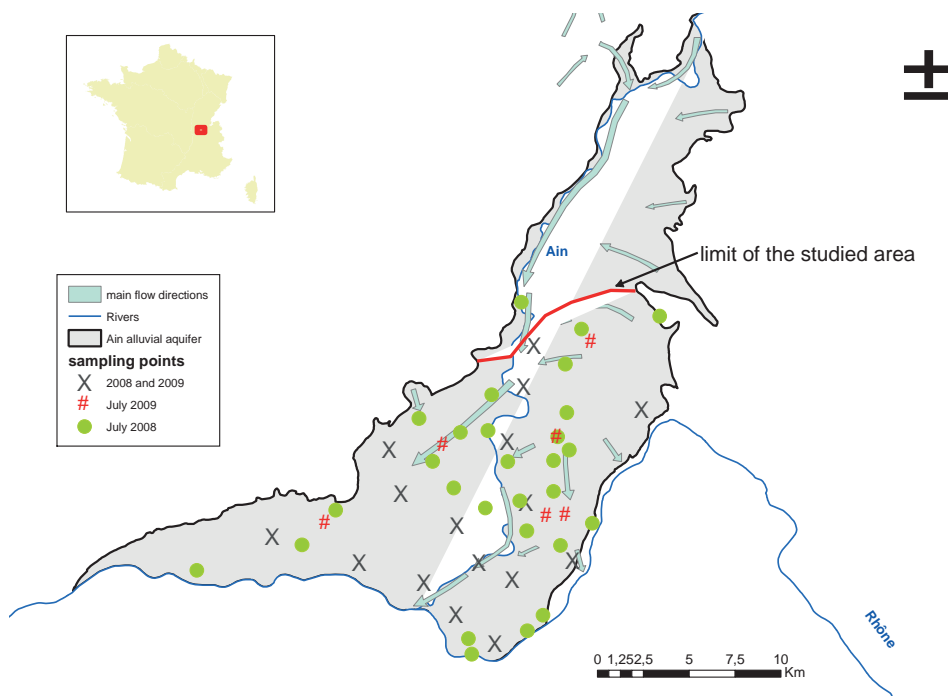 Ain
limit of the studied area
main flow directions
Rivers
Ain alluvial aquifer
sampling points
X 2008 and 2009
# July 2009
July 2008
Rhône
0 1,252,5 5 7,5 10
Km